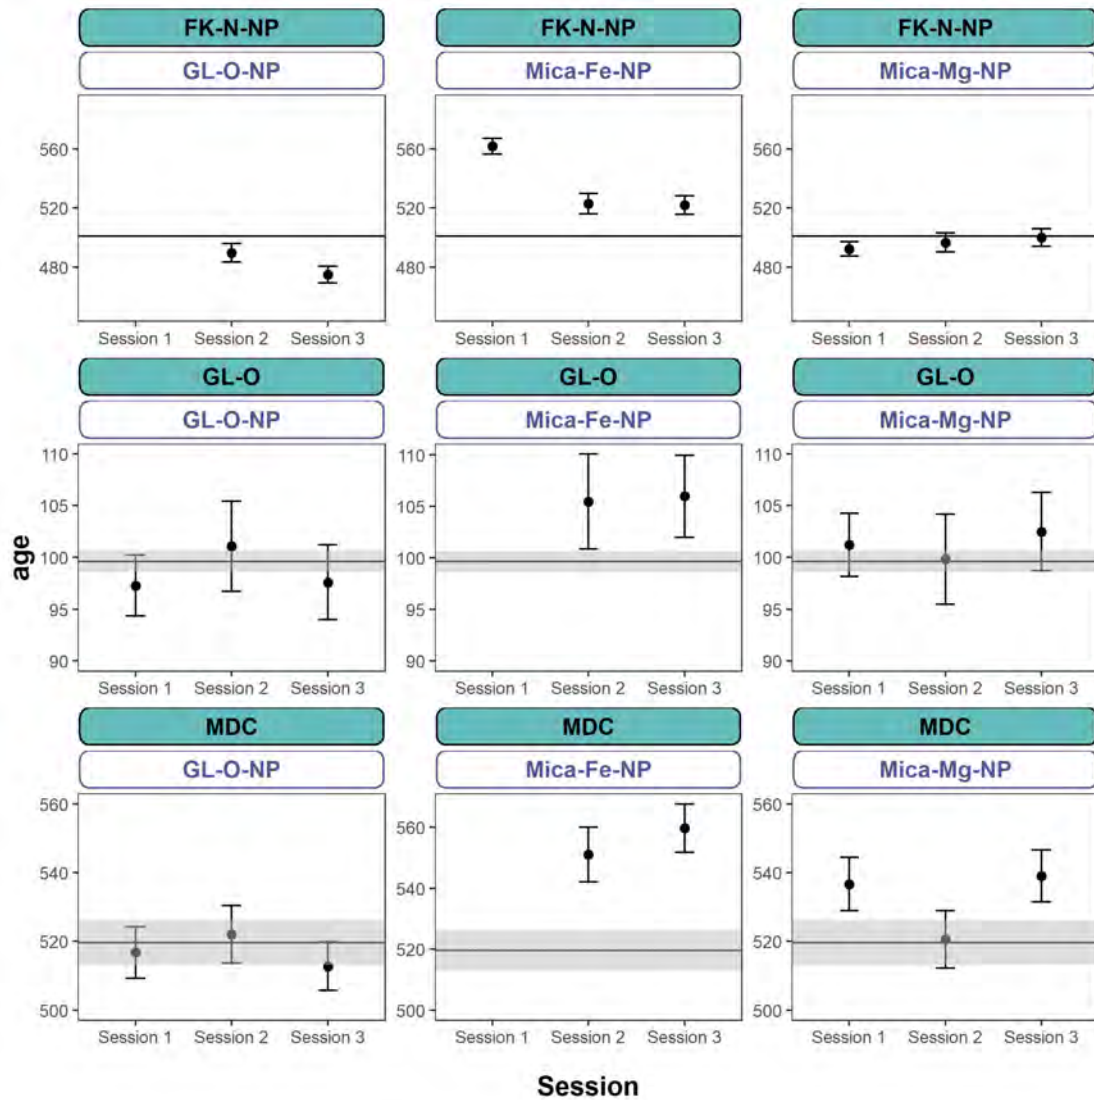 FK-N-NP FK-N-NP FK-N-NP
GL-O-NP Mica-Fe-NP Mica-Mg-NP
560 560 560
520 520 520
480 480 480
Session 1 Session 2 Session 3 Session 1 Session 2 Session 3 Session 1 Session 2 Session 3
GL-O GL-O GL-O
GL-O-NP Mica-Fe-NP Mica-Mg-NP
110 110 110
105 105 105
100 100 100
95 95 95
90 90 90
age
Session 1 Session 2 Session 3 Session 1 Session 2 Session 3 Session 1 Session 2 Session 3
MDC MDC MDC
GL-O-NP Mica-Fe-NP Mica-Mg-NP
560 560 560
540 540 540
520 520 520
500 500 500
Session 1 Session 2 Session 3 Session 1 Session 2 Session 3 Session 1 Session 2 Session 3
Session